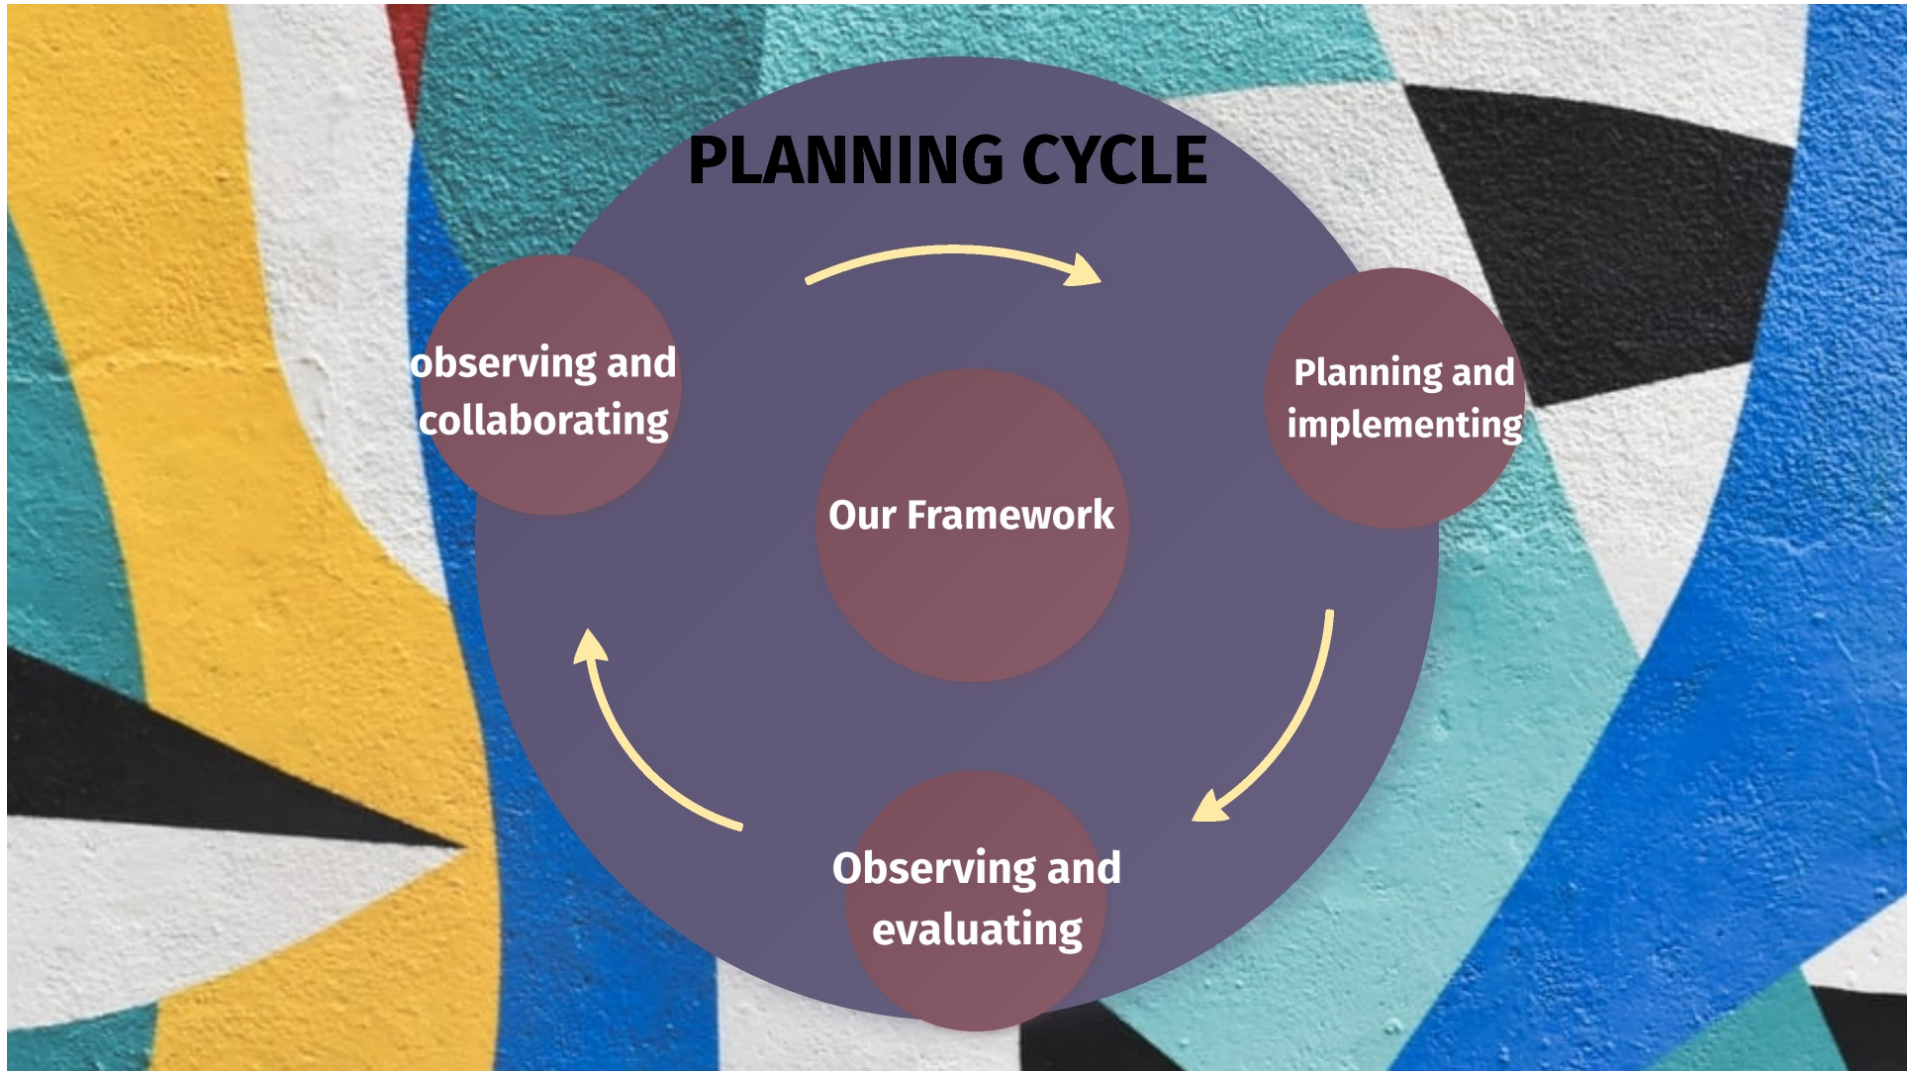 PLANNING CYCLE
observing and
collaborating
Planning and
implementing
Our Framework
Observing and
evaluating